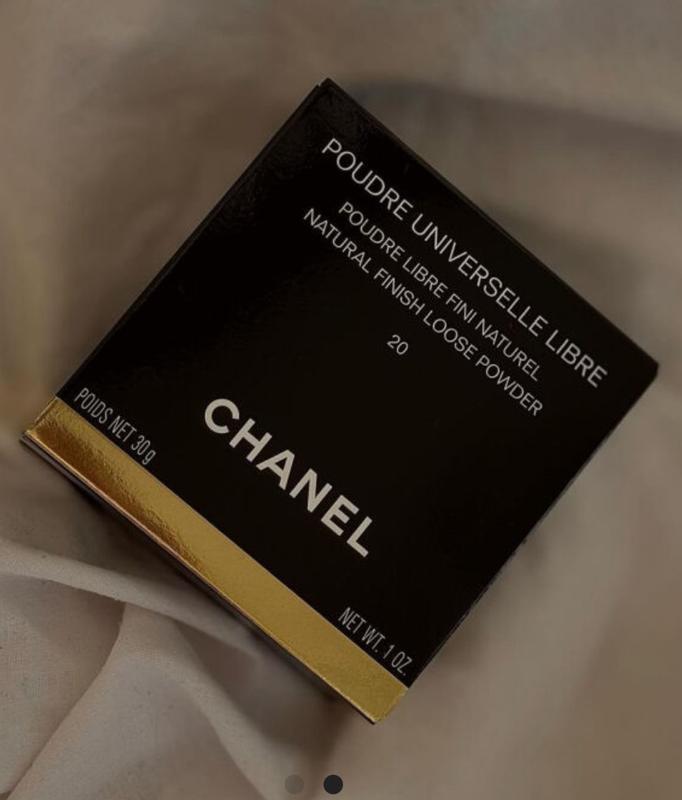 POUDRE UNIVERSELLE LIBRE
POUDRE LIBRE FINI NATUREL
NATURAL FINISH LOOSE POWDER
20
CHANEL
POIDS NET 30 g
NET WT. 1 OZ.